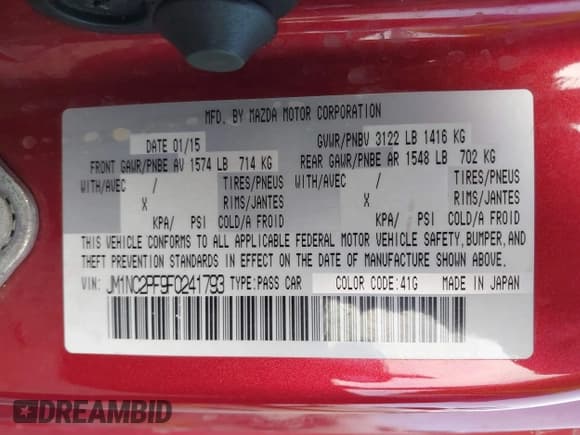 MFD. BY MAZDA MOTOR CORPORATION
DATE 01/15 GVWR/PNBV 3122 LB 1416 KG
FRONT GAWR/PNBE AV 1574 LB 714 KG REAR GAWR/PNBE AR 1548 LB 702 KG
WITH/AVEC / TIRES/PNEUS WITH/AVEC / TIRES/PNEUS
X RIMS/JANTES X RIMS/JANTES
KPA/ PSI COLD/A FROID KPA/ PSI COLD/A FROID
THIS VEHICLE CONFORMS TO ALL APPLICABLE FEDERAL MOTOR VEHICLE SAFETY, BUMPER, AND
THEFT PREVENTION STANDARDS IN EFFECT ON THE DATE OF MANUFACTURE SHOWN ABOVE.
VIN: JM1NC2PF9F0241793 TYPE:PASS CAR COLOR CODE:41G MADE IN JAPAN
DREAMBID